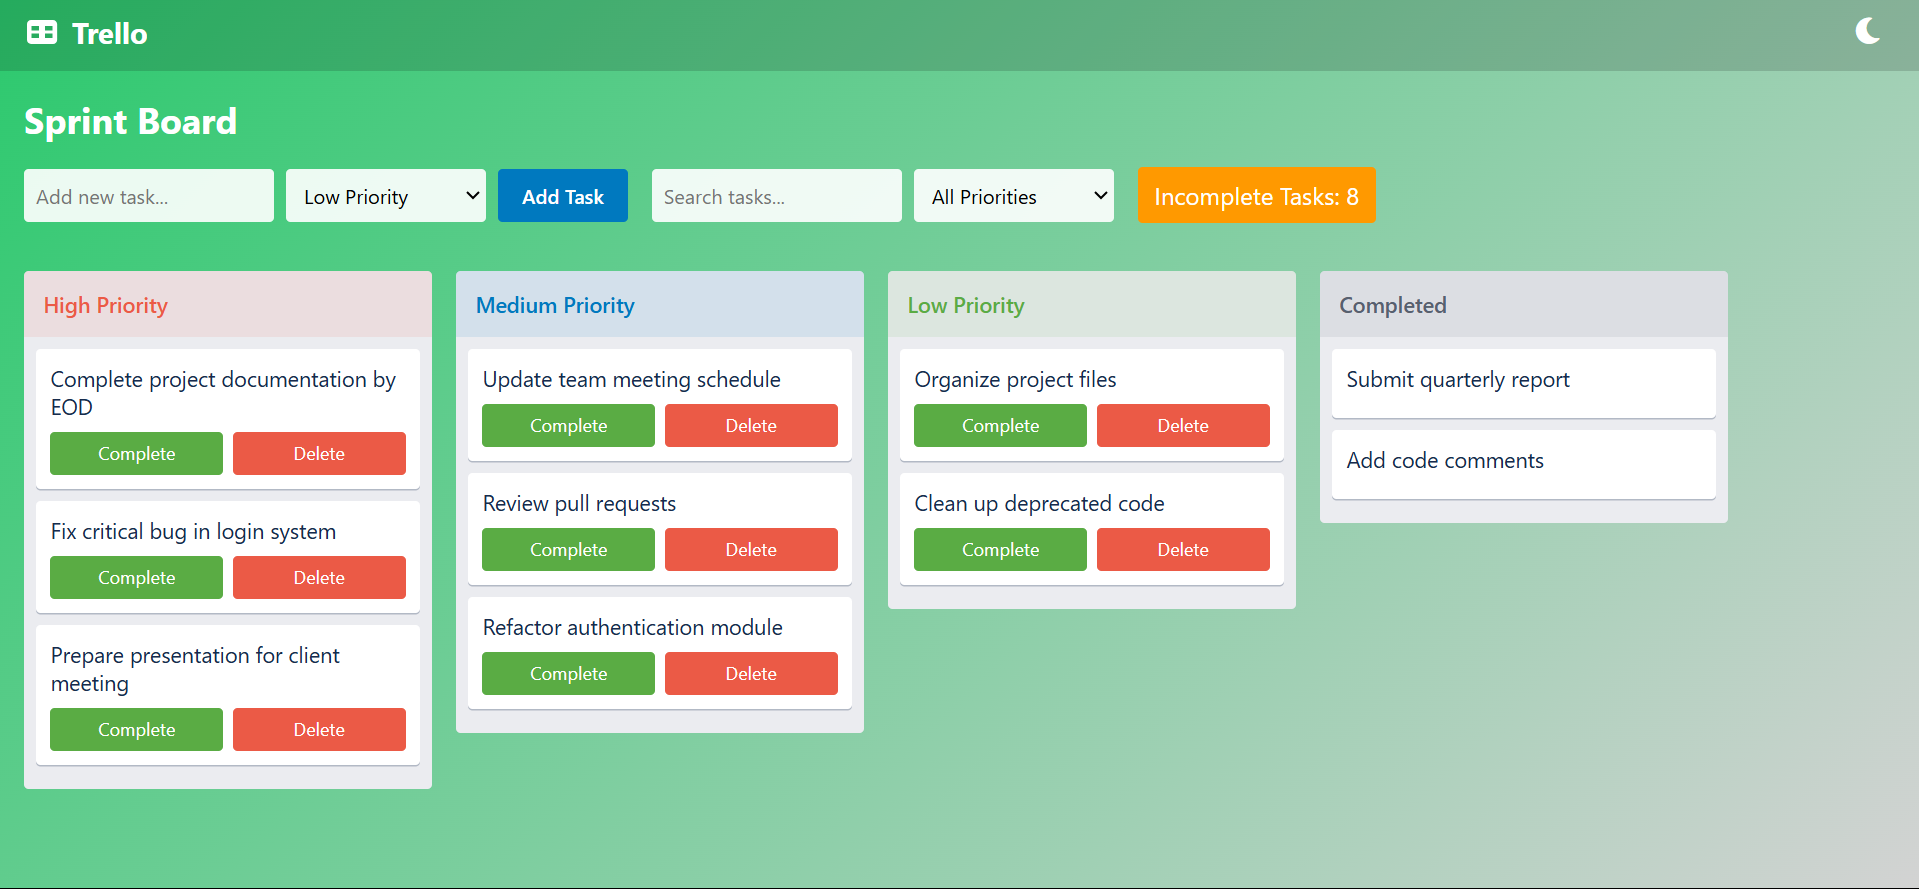 Trello
Sprint Board
Add new task...
Low Priority
Add Task
Search tasks...
All Priorities
Incomplete Tasks: 8
High Priority
Complete project documentation by
EOD
Complete
Delete
Fix critical bug in login system
Complete
Delete
Prepare presentation for client
meeting
Complete
Delete
Medium Priority
Update team meeting schedule
Complete
Delete
Review pull requests
Complete
Delete
Refactor authentication module
Complete
Delete
Low Priority
Organize project files
Complete
Delete
Clean up deprecated code
Complete
Delete
Completed
Submit quarterly report
Add code comments